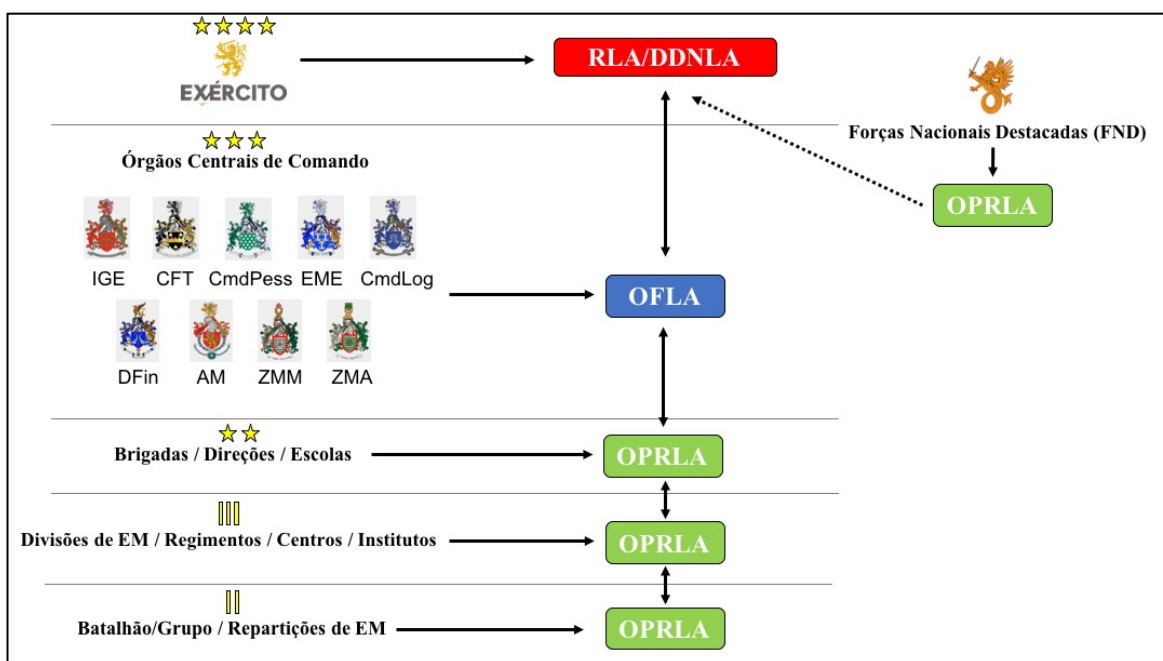 EXÉRCITO
RLA/DDNLA
Forças Nacionais Destacadas (FND)
OPRLA
Órgãos Centrais de Comando
IGE CFT CmdPess EME CmdLog
DFin AM ZMM ZMA
OFLA
Brigadas / Direções / Escolas
OPRLA
Divisões de EM / Regimentos / Centros / Institutos
OPRLA
Batalhão/Grupo / Repartições de EM
OPRLA